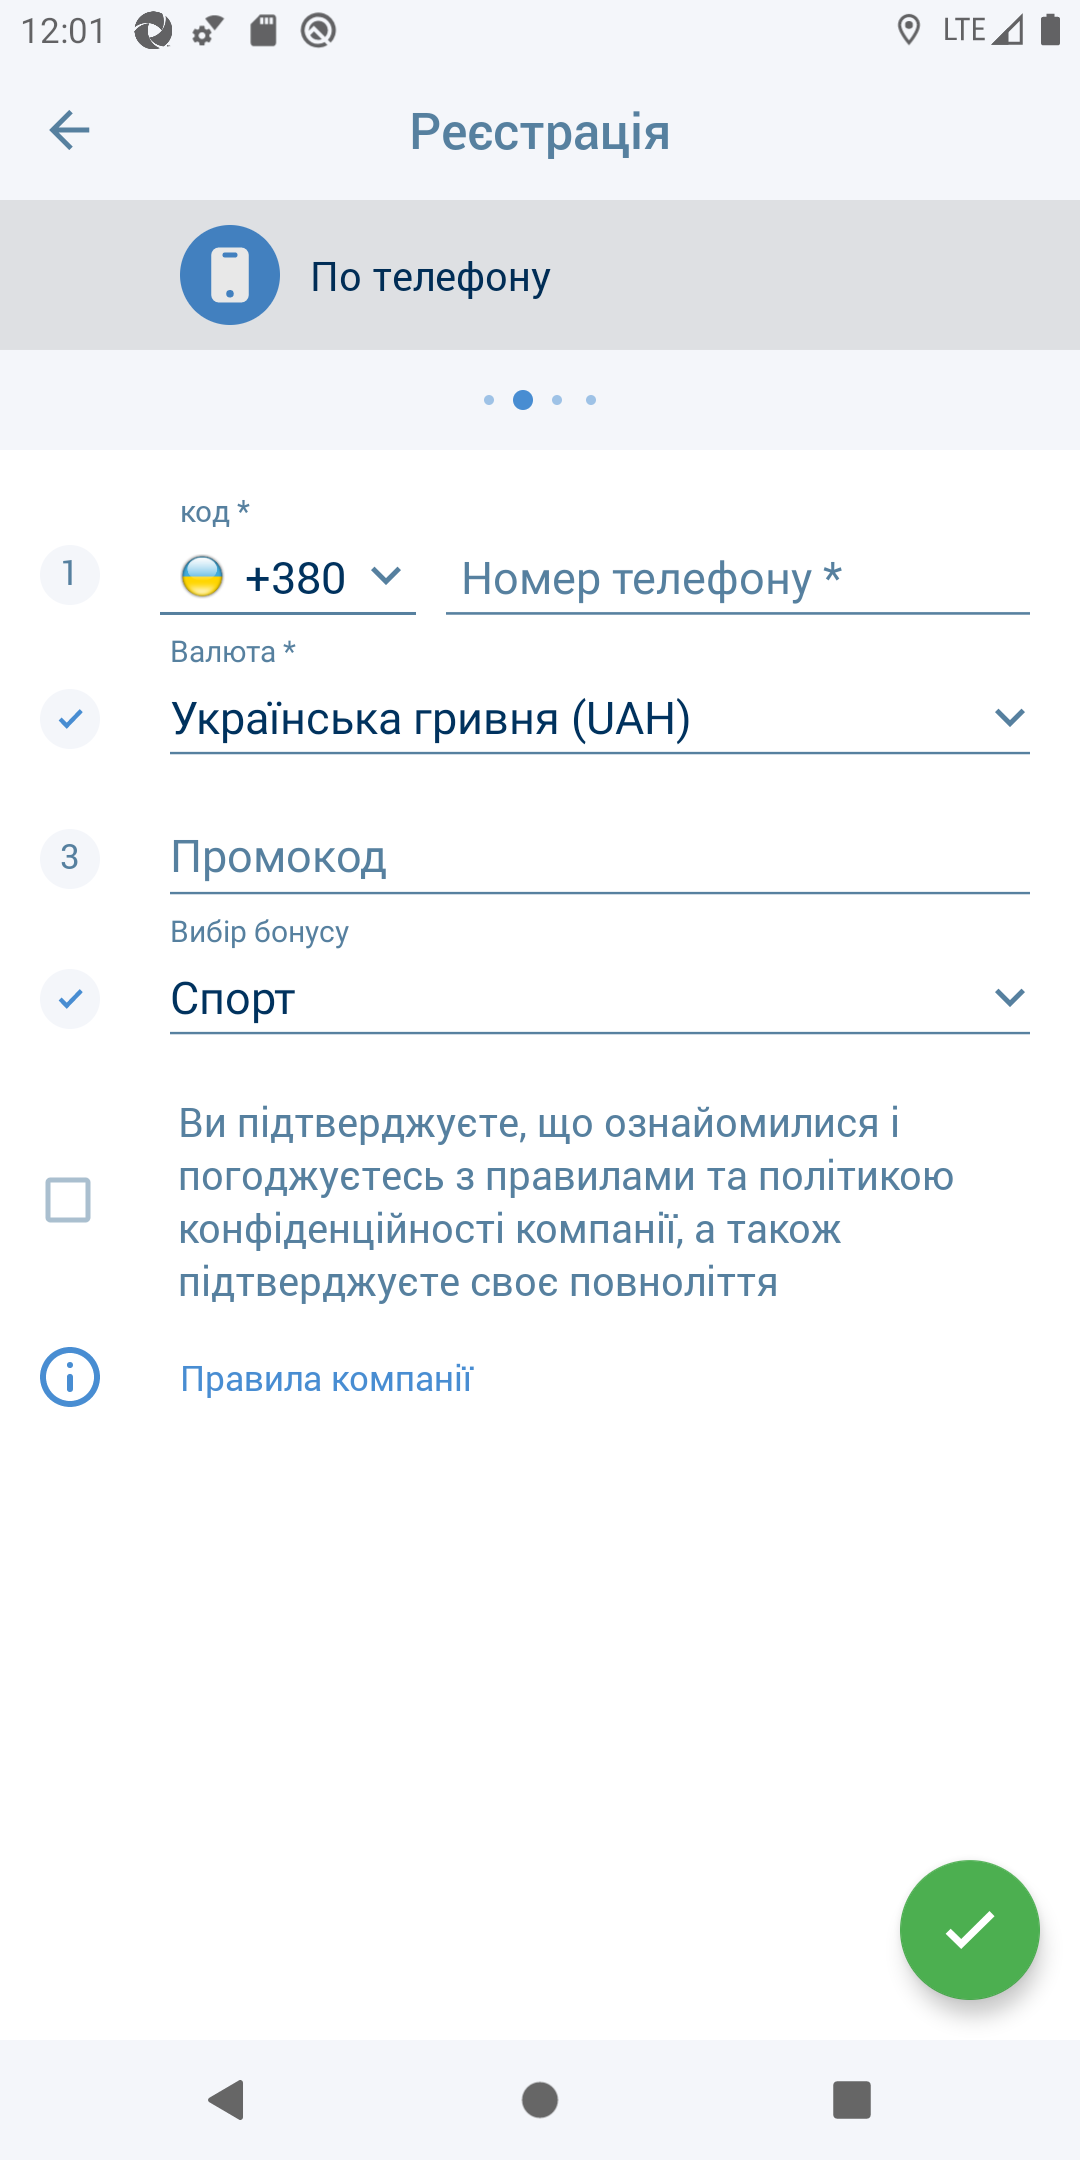 12:01
LTE
Реєстрація
По телефону
код *
1
+380
Номер телефону *
Валюта *
Українська гривня (UAH)
3
Промокод
Вибір бонусу
Спорт
Ви підтверджуєте, що ознайомилися і
погоджуєтесь з правилами та політикою
конфіденційності компанії, а також
підтверджуєте своє повноліття
Правила компанії